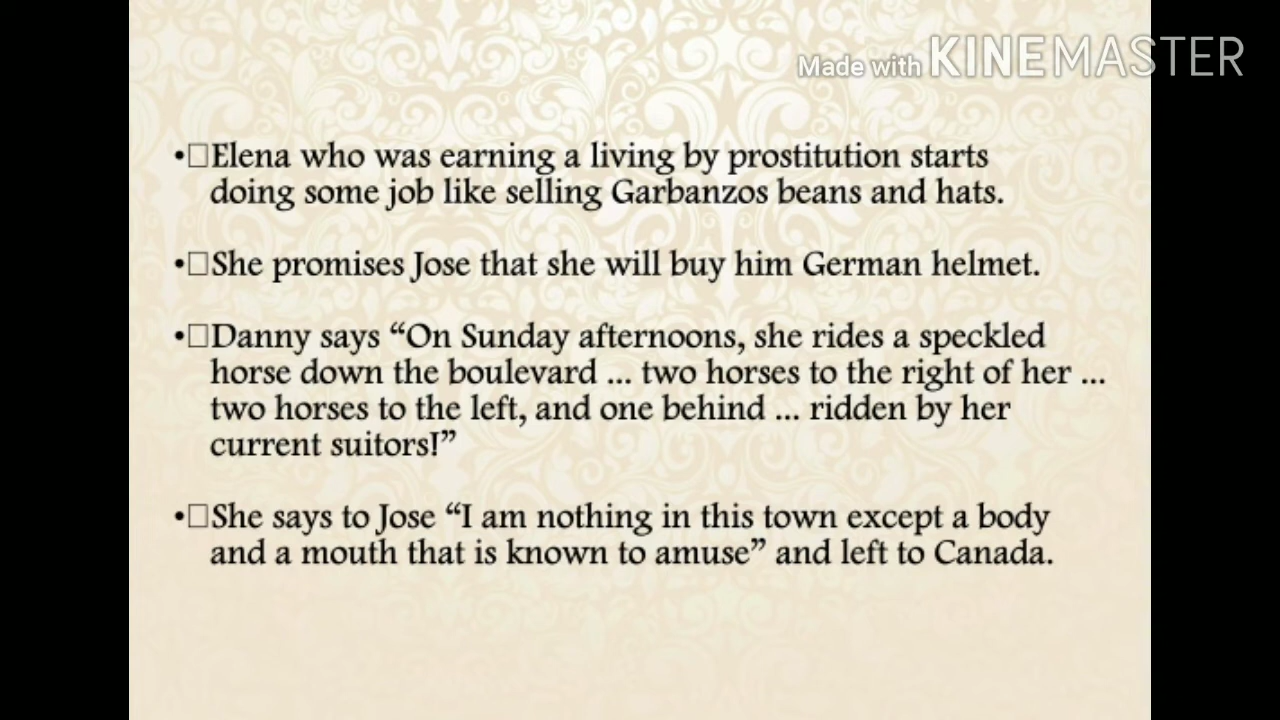 Made with KINEMASTER
•□Elena who was earning a living by prostitution starts
doing some job like selling Garbanzos beans and hats.
•□She promises Jose that she will buy him German helmet.
•□Danny says “On Sunday afternoons, she rides a speckled
horse down the boulevard ... two horses to the right of her ...
two horses to the left, and one behind ... ridden by her
current suitors!”
•□She says to Jose “I am nothing in this town except a body
and a mouth that is known to amuse” and left to Canada.